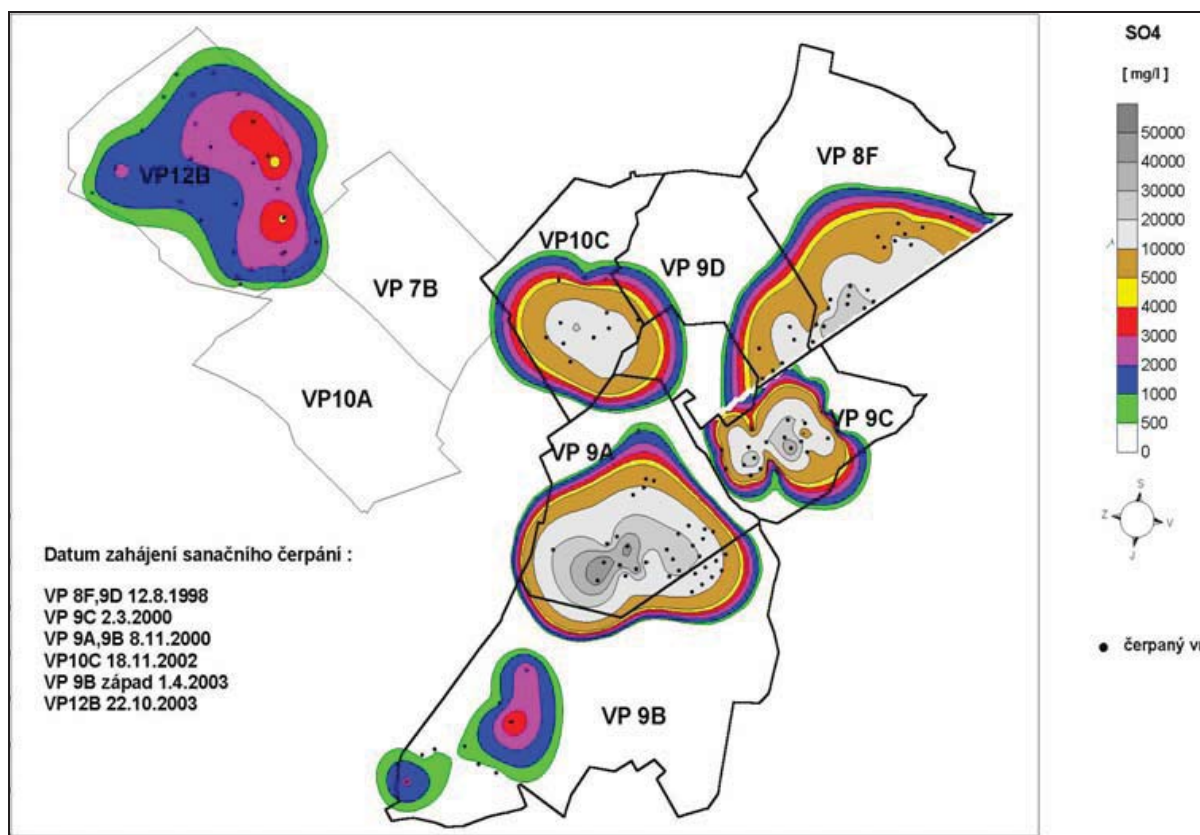 SO4
[ mg/l ]
50000
40000
30000
20000
10000
5000
4000
3000
2000
1000
500
0
S
Z
V
J
VP12B
VP 8F
VP10C
VP 9D
VP 7B
VP10A
VP 9C
VP 9A
VP 9B
Datum zahájení sanačního čerpání :
VP 8F,9D 12.8.1998
VP 9C 2.3.2000
VP 9A,9B 8.11.2000
VP10C 18.11.2002
VP 9B západ 1.4.2003
VP12B 22.10.2003
čerpaný